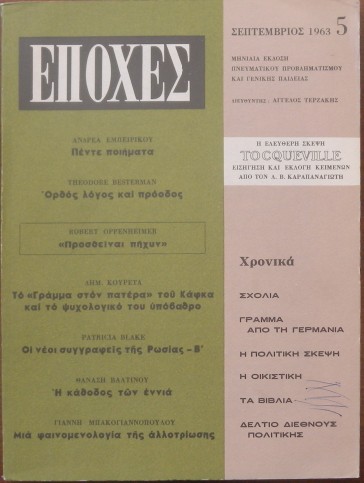 ΕΠΟΧΕΣ
ΣΕΠΤΕΜΒΡΙΟΣ 1963 5
ΜΗΝΙΑΙΑ ΕΚΔΟΣΗ
ΠΝΕΥΜΑΤΙΚΟΥ ΠΡΟΒΛΗΜΑΤΙΣΜΟΥ
ΚΑΙ ΓΕΝΙΚΗΣ ΠΑΙΔΕΙΑΣ
ΔΙΕΥΘΥΝΤΗΣ: ΑΓΓΕΛΟΣ ΤΕΡΖΑΚΗΣ
ΑΝΔΡΕΑ ΕΜΠΕΙΡΙΚΟΥ
Πέντε ποιήματα
THEODORE BESTERMAN
Ὀρθὸς λόγος καὶ πρόοδος
ROBERT OPPENHEIMER
«Προσθεῖναι πῆχυν»
ΔΗΜ. ΚΟΥΡΕΤΑ
Τὸ «Γράμμα στὸν πατέρα» τοῦ Κάφκα
καὶ τὸ ψυχολογικό του ὑπόβαθρο
PATRICIA BLAKE
Οἱ νέοι συγγραφεῖς τῆς Ρωσίας - Β'
ΘΑΝΑΣΗ ΒΑΛΤΙΝΟΥ
Ἡ κάθοδος τῶν ἐννιά
ΓΙΑΝΝΗ ΜΠΑΚΟΓΙΑΝΝΟΠΟΥΛΟΥ
Μιὰ φαινομενολογία τῆς ἀλλοτρίωσης
Η ΕΛΕΥΘΕΡΗ ΣΚΕΨΗ
TOCQUEVILLE
ΕΙΣΗΓΗΣΗ ΚΑΙ ΕΚΛΟΓΗ ΚΕΙΜΕΝΩΝ
ΑΠΟ ΤΟΝ Λ. Β. ΚΑΡΑΠΑΝΑΓΙΩΤΗ
Χρονικά
ΣΧΟΛΙΑ
ΓΡΑΜΜΑ
ΑΠΟ ΤΗ ΓΕΡΜΑΝΙΑ
Η ΠΟΛΙΤΙΚΗ ΣΚΕΨΗ
Η ΟΙΚΙΣΤΙΚΗ
ΤΑ ΒΙΒΛΙΑ
ΔΕΛΤΙΟ ΔΙΕΘΝΟΥΣ
ΠΟΛΙΤΙΚΗΣ